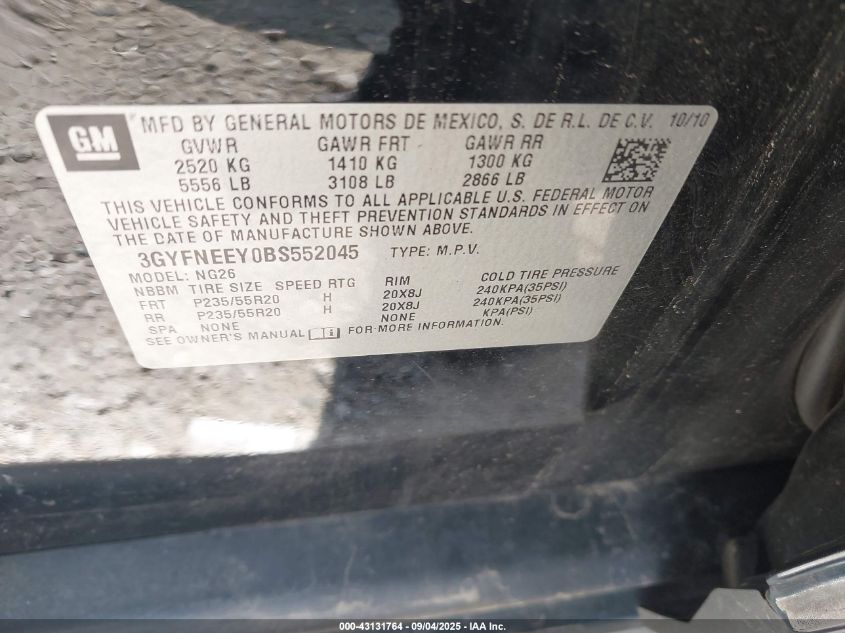 GM
MFD BY GENERAL MOTORS DE MEXICO, S. DE R.L. DE C.V. 10/10
GVWR GAWR FRT GAWR RR
2520 KG 1410 KG 1300 KG
5556 LB 3108 LB 2866 LB
THIS VEHICLE CONFORMS TO ALL APPLICABLE U.S. FEDERAL MOTOR
VEHICLE SAFETY AND THEFT PREVENTION STANDARDS IN EFFECT ON
THE DATE OF MANUFACTURE SHOWN ABOVE.
3GYFNEEY0BS552045 TYPE: M.P.V.
MODEL: NG26
NBBM TIRE SIZE SPEED RTG RIM COLD TIRE PRESSURE
FRT P235/55R20 H 20X8J 240KPA(35PSI)
RR P235/55R20 H 20X8J 240KPA(35PSI)
SPA NONE NONE KPA(PSI)
SEE OWNER'S MANUAL FOR MORE INFORMATION.
000-43131764 - 09/04/2025 - IAA Inc.